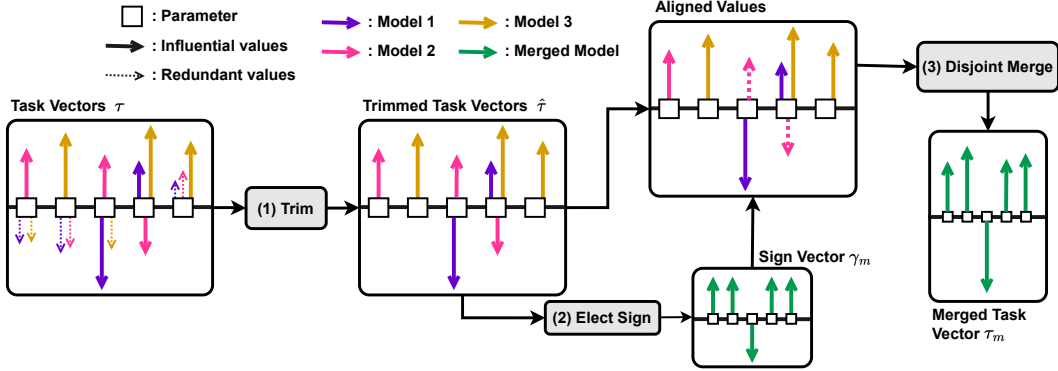 : Parameter
: Influential values
: Redundant values
: Model 1
: Model 2
: Model 3
: Merged Model
Task Vectors τ
Trimmed Task Vectors τ̂
Aligned Values
(1) Trim
(2) Elect Sign
Sign Vector γₘ
(3) Disjoint Merge
Merged Task
Vector τₘ